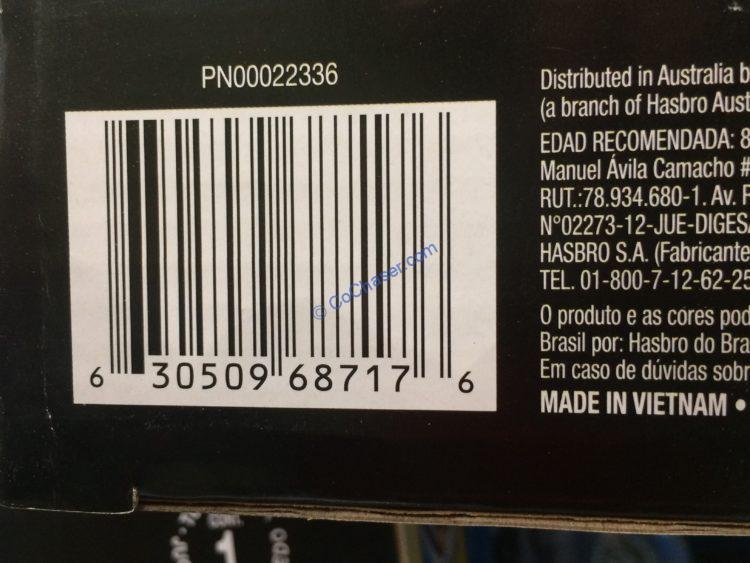 PN00022336
6 30509 68717 6
© CoChaser.com
Distributed in Australia b
(a branch of Hasbro Aust
EDAD RECOMENDADA: 8
Manuel Ávila Camacho #
RUT.:78.934.680-1. Av. F
N°02273-12-JUE-DIGESA
HASBRO S.A. (Fabricante
TEL. 01-800-7-12-62-25
O produto e as cores pod
Brasil por: Hasbro do Bra
Em caso de dúvidas sobr
MADE IN VIETNAM •